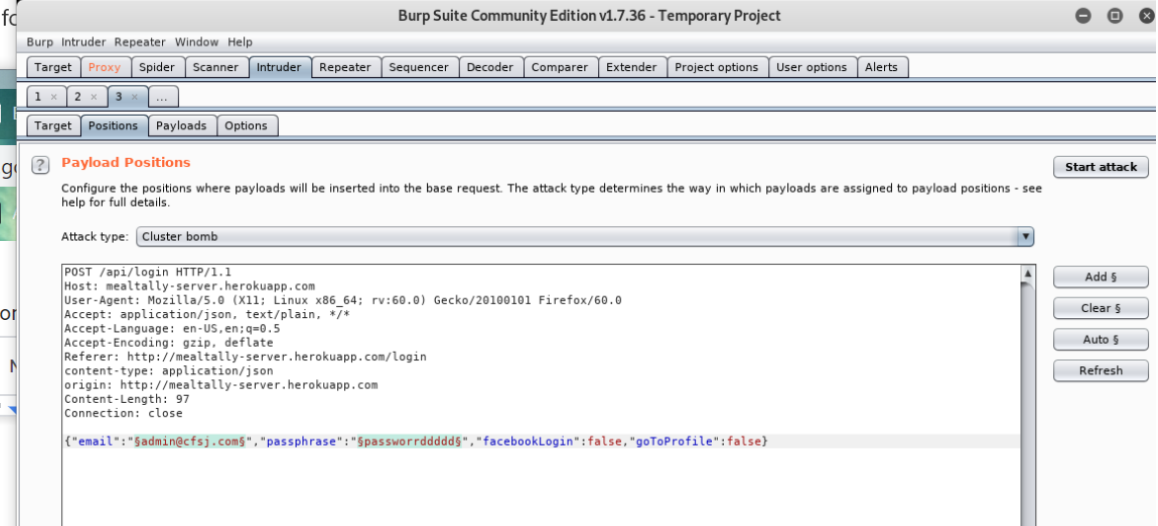 Burp Suite Community Edition v1.7.36 - Temporary Project
Burp Intruder Repeater Window Help
Target Proxy Spider Scanner Intruder Repeater Sequencer Decoder Comparer Extender Project options User options Alerts
1 × 2 × 3 × ...
Target Positions Payloads Options
? Payload Positions
Start attack
Configure the positions where payloads will be inserted into the base request. The attack type determines the way in which payloads are assigned to payload positions - see
help for full details.
Attack type: Cluster bomb
POST /api/login HTTP/1.1
Host: mealtally-server.herokuapp.com
User-Agent: Mozilla/5.0 (X11; Linux x86_64; rv:60.0) Gecko/20100101 Firefox/60.0
Accept: application/json, text/plain, */*
Accept-Language: en-US,en;q=0.5
Accept-Encoding: gzip, deflate
Referer: http://mealtally-server.herokuapp.com/login
content-type: application/json
origin: http://mealtally-server.herokuapp.com
Content-Length: 97
Connection: close
{"email":"§admin@cfsj.com§","passphrase":"§passworrddddd§","facebookLogin":false,"goToProfile":false}
Add §
Clear §
Auto §
Refresh